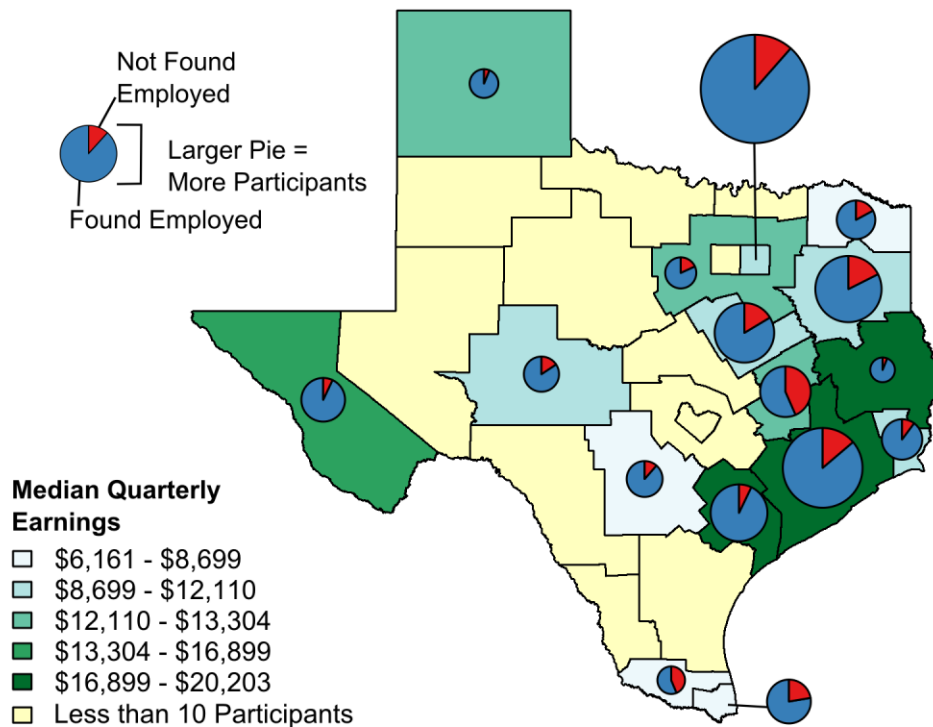 Not Found
Employed
Larger Pie =
More Participants
Found Employed
Median Quarterly
Earnings
$6,161 - $8,699
$8,699 - $12,110
$12,110 - $13,304
$13,304 - $16,899
$16,899 - $20,203
Less than 10 Participants